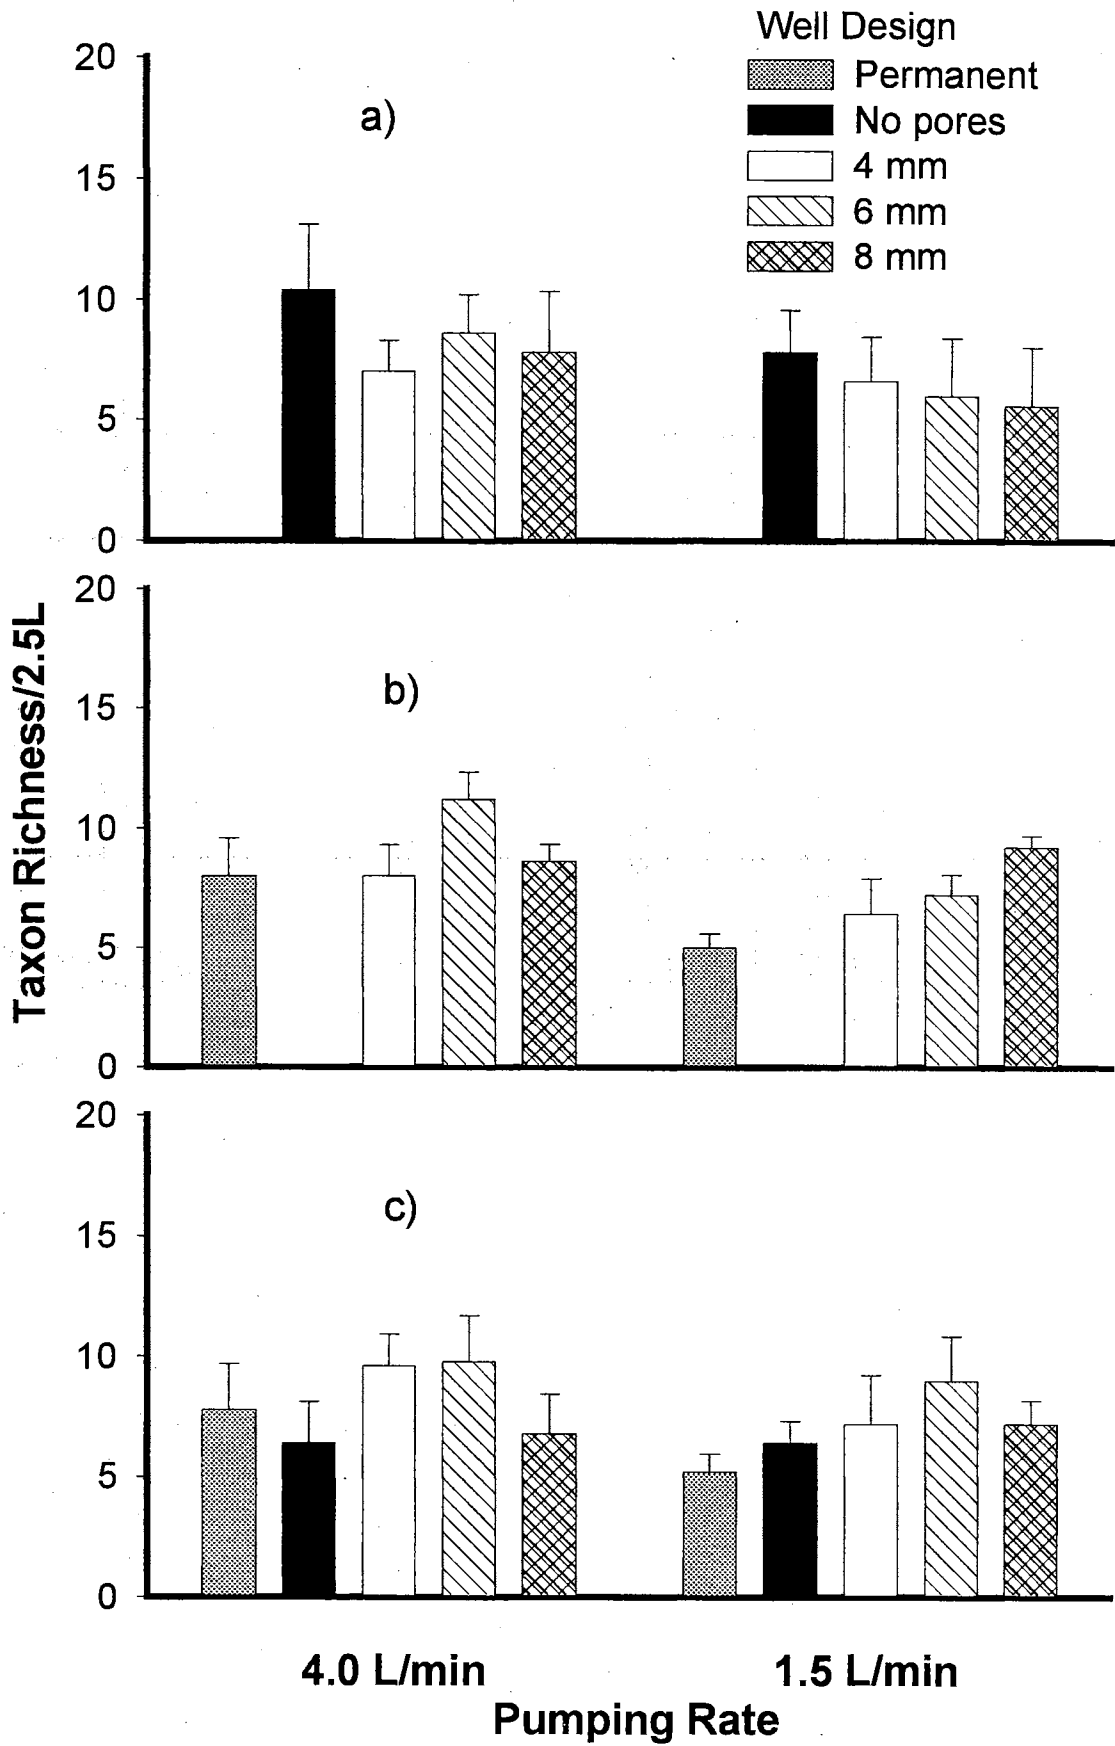 Well Design
Permanent
No pores
4 mm
6 mm
8 mm
a)
20
15
10
5
0
b)
20
15
10
5
0
c)
20
15
10
5
0
Taxon Richness/2.5L
4.0 L/min
1.5 L/min
Pumping Rate